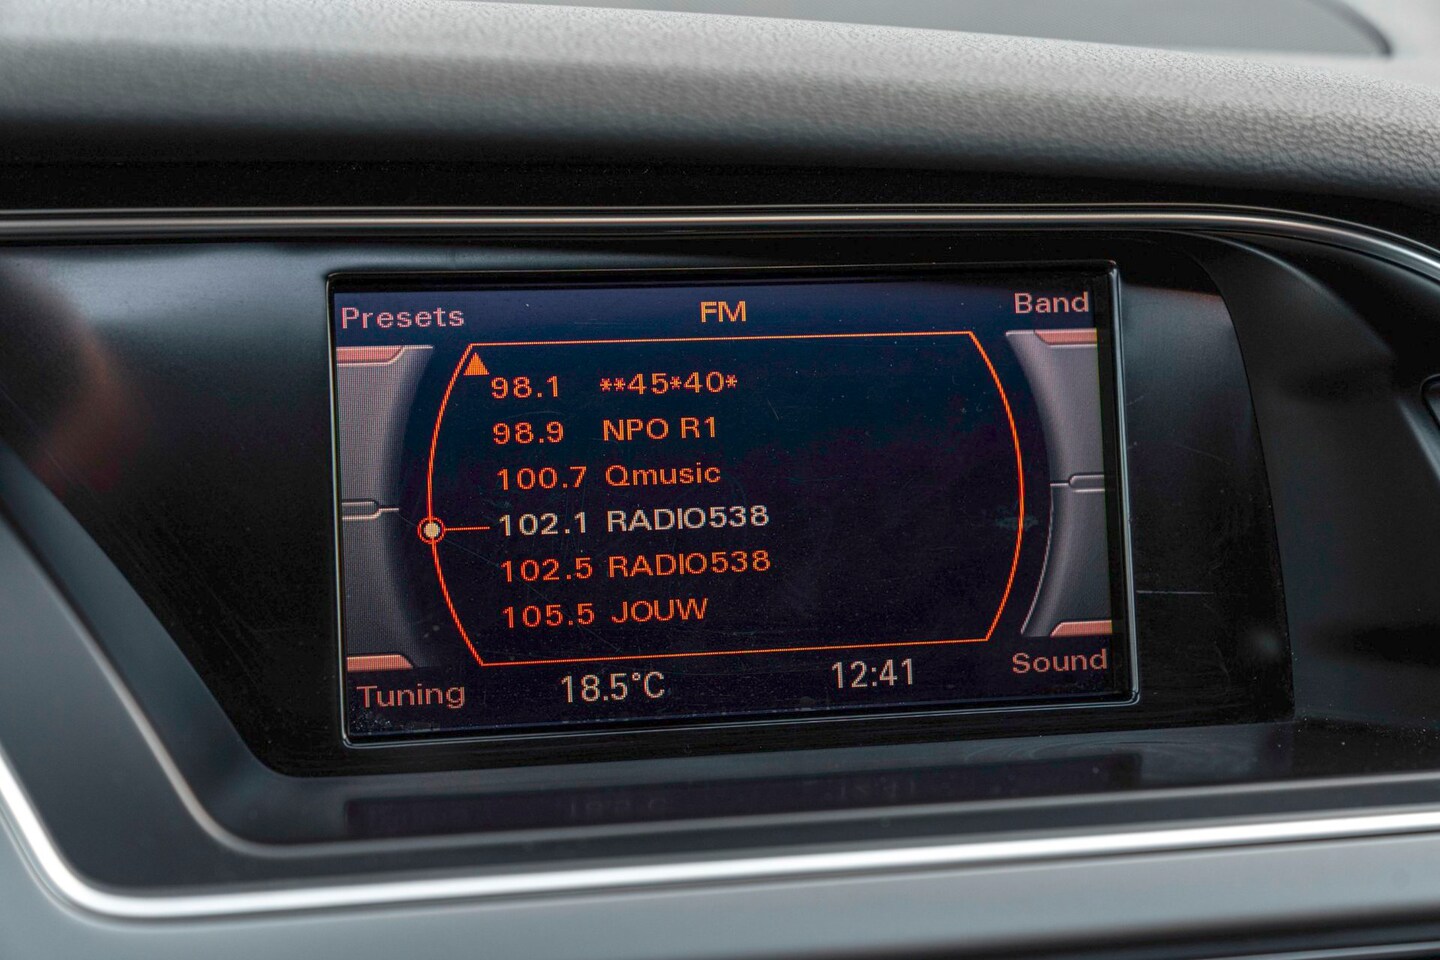 Presets FM Band
98.1 **45*40*
98.9 NPO R1
100.7 Qmusic
102.1 RADIO538
102.5 RADIO538
105.5 JOUW
Tuning 18.5°C 12:41 Sound